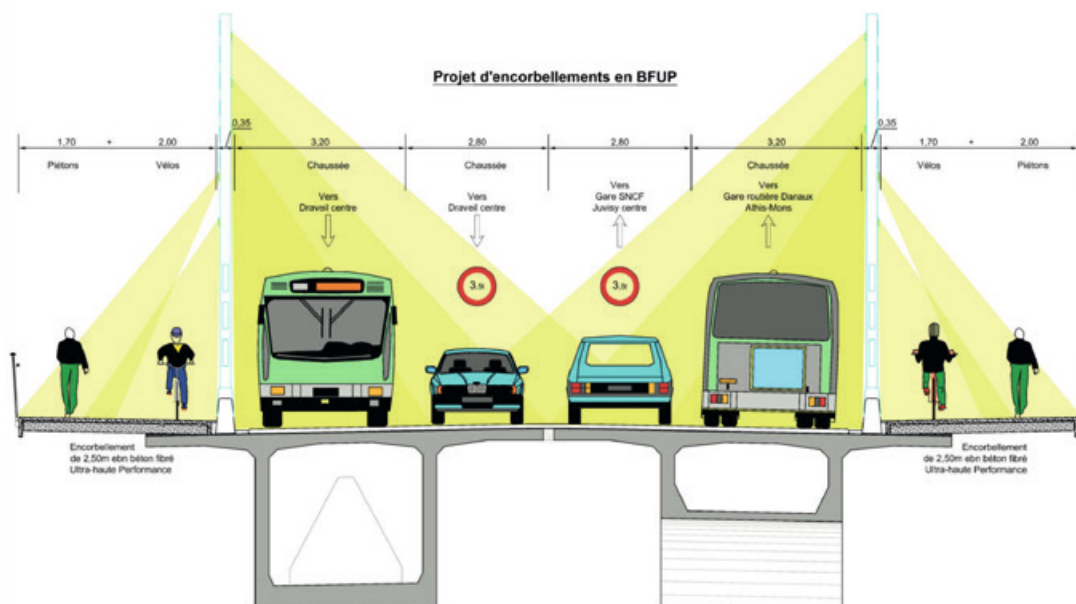 Projet d'encorbellements en BFUP
1,70 + 2,00 0,35 3,20 2,80 2,80 3,20 0,35 1,70 + 2,00
Piétons Vélos Chaussée Chaussée Chaussée Vélos Piétons
Vers
Draveil centre
Vers
Draveil centre
Vers
Gare SNCF
Juvisy centre
Vers
Gare routière Danaux
Athis-Mons
3,5t
3,5t
Encorbellement
de 2,50m ebn béton fibré
Ultra-haute Performance
Encorbellement
de 2,50m ebn béton fibré
Ultra-haute Performance